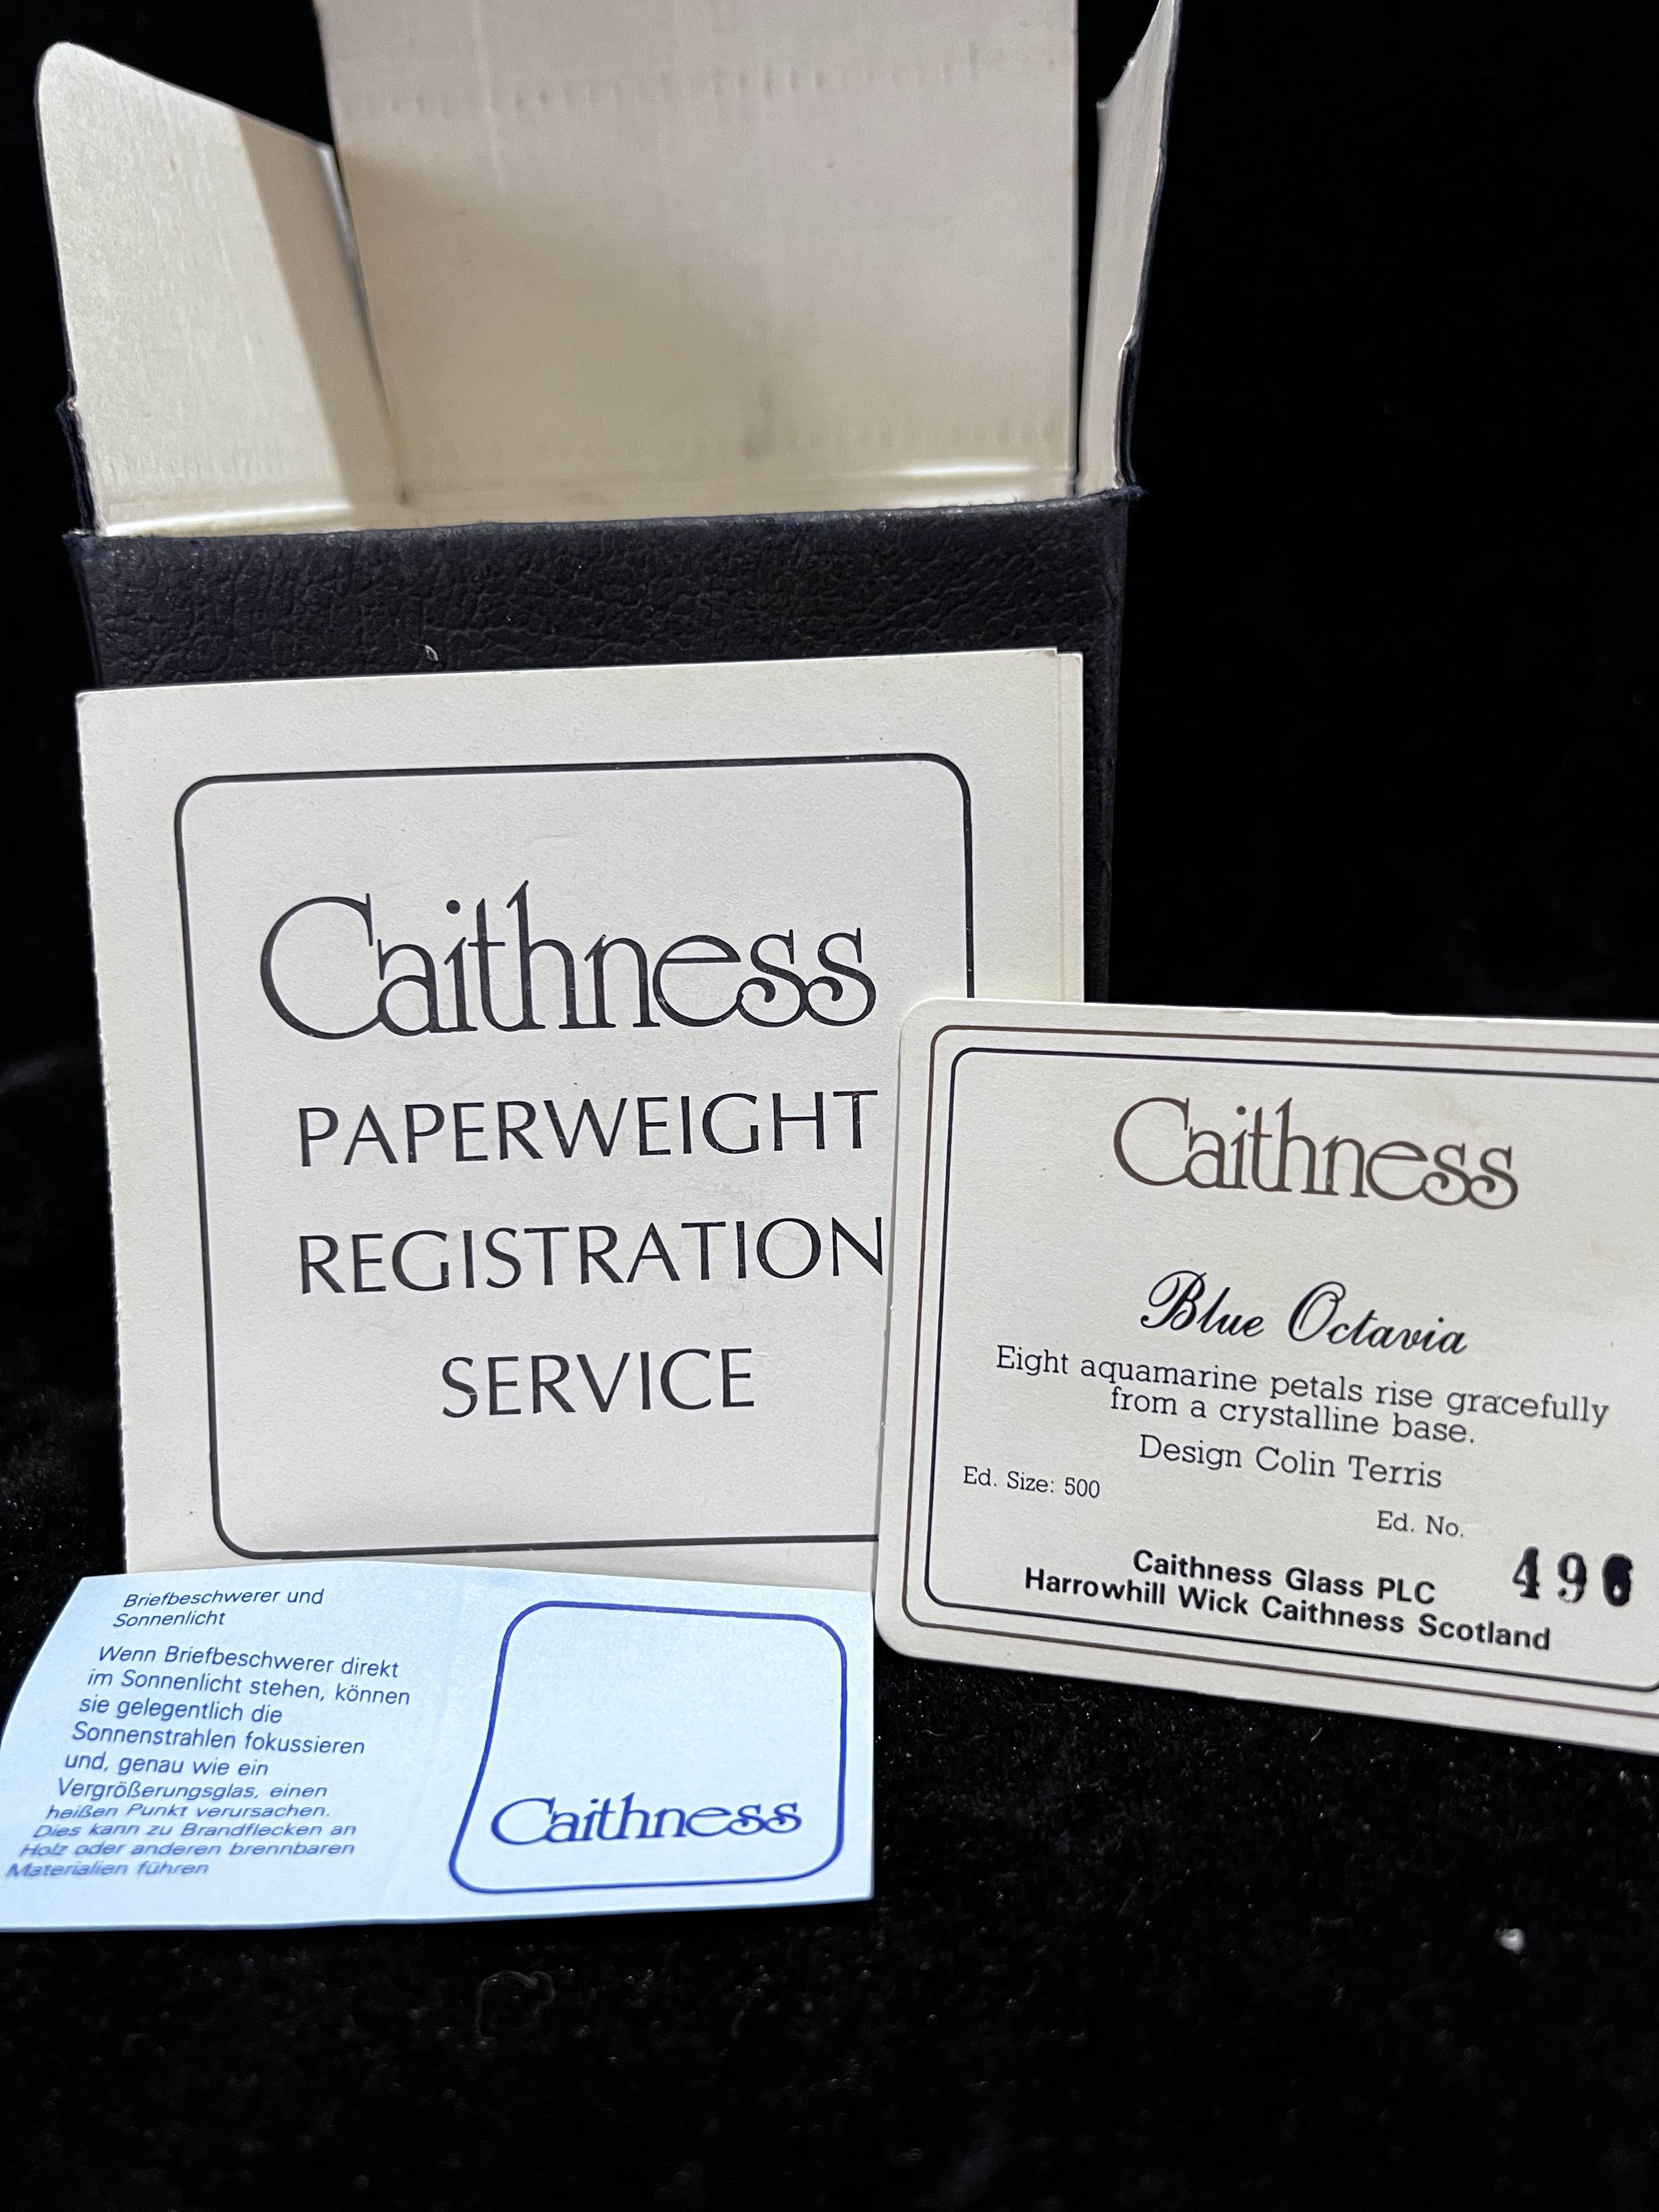 Caithness
PAPERWEIGHT
REGISTRATION
SERVICE
Caithness
Blue Octavia
Eight aquamarine petals rise gracefully
from a crystalline base.
Design Colin Terris
Ed. Size: 500
Ed. No.
Caithness Glass PLC
Harrowhill Wick Caithness Scotland
Briefbeschwerer und
Sonnenlicht
Wenn Briefbeschwerer direkt
im Sonnenlicht stehen, können
sie gelegentlich die
Sonnenstrahlen fokussieren
und, genau wie ein
Vergrößerungsglas, einen
heißen Punkt verursachen.
Dies kann zu Brandflecken an
Holz oder anderen brennbaren
Materialien führen
Caithness